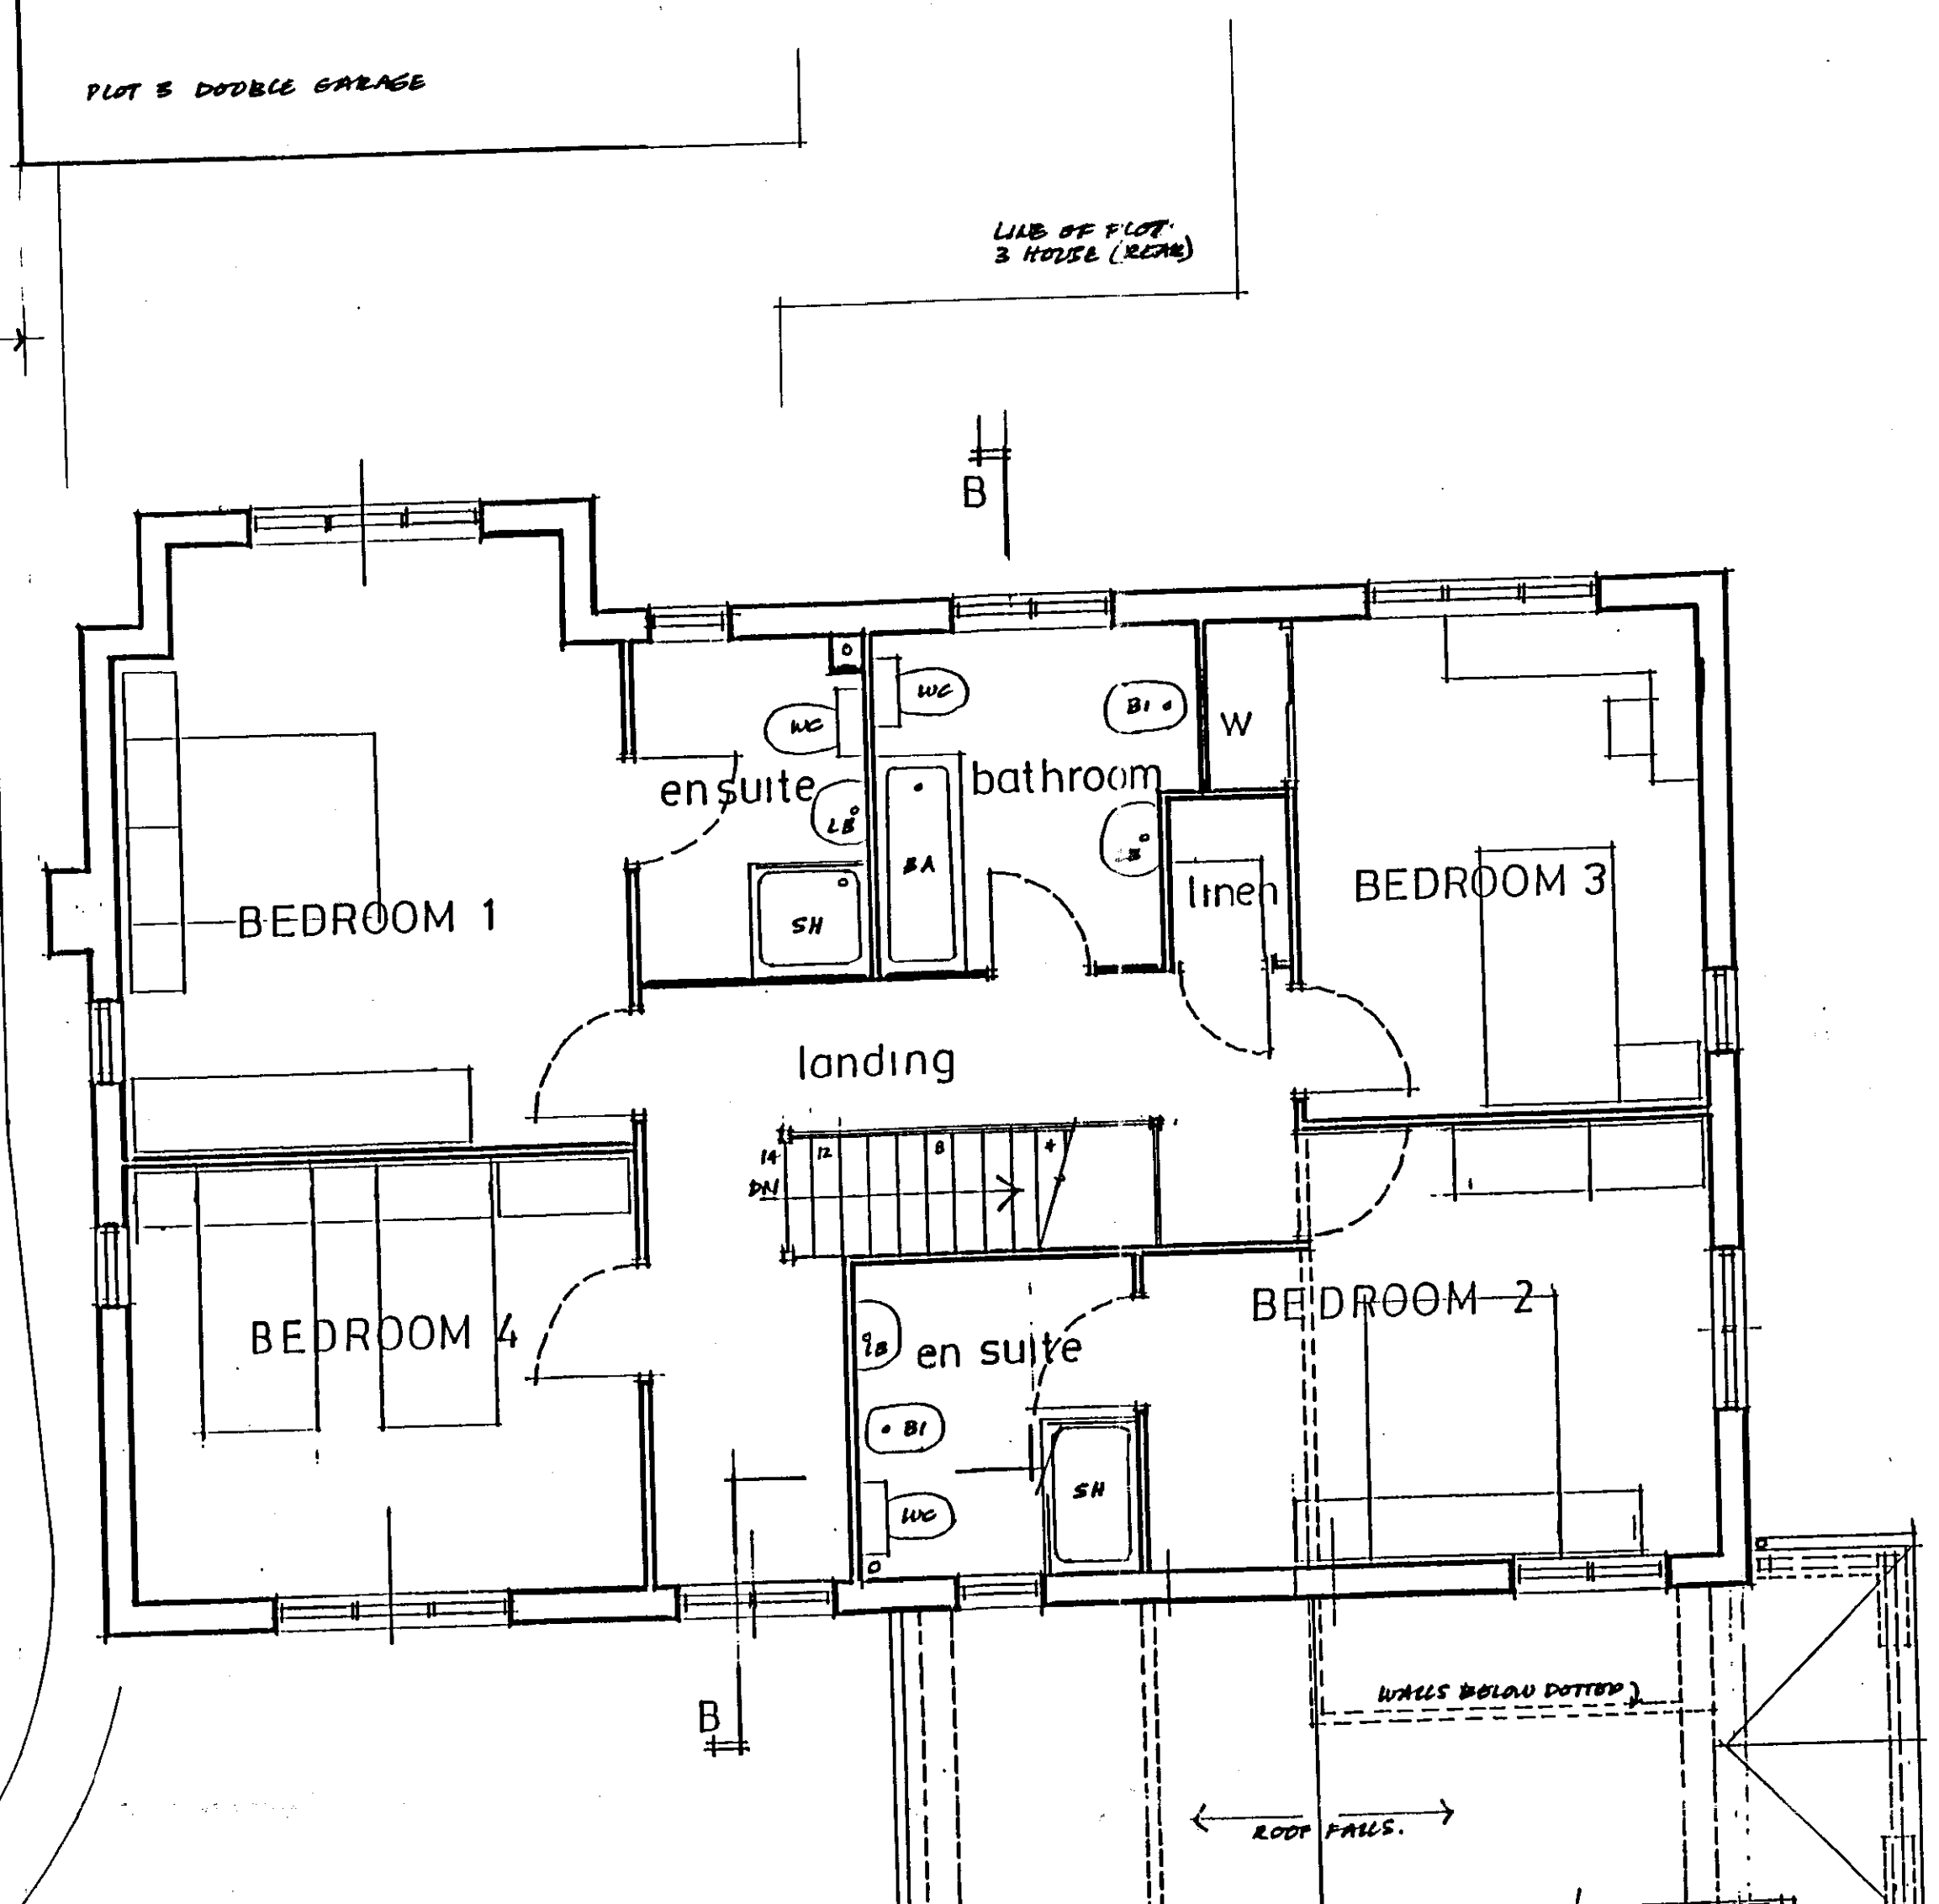 PLOT 3 DOUBLE GARAGE
LINE OF PLOT
3 HOUSE (REAR)
B
WC
WC
BI
W
en suite
bathroom
LB
BA
B
linen
SH
BEDROOM 1
BEDROOM 3
landing
14
12
8
4
DN
BEDROOM 4
BEDROOM 2
en suite
B
BI
SH
WC
B
WALLS BELOW DOTTED
ROOF FALLS.